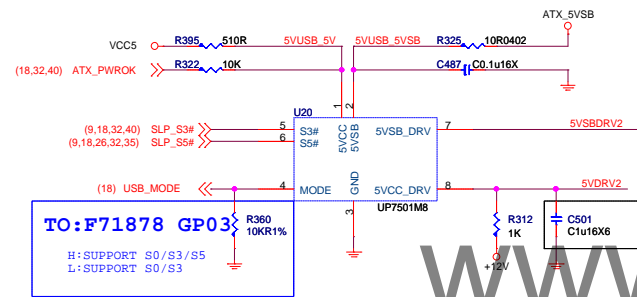 ATX_5VSB
VCC5 R395 510R 5VUSB_5V 5VUSB_5VSB R325 10R0402
(18,32,40) ATX_PWROK R322 10K C487 C0.1u16X
1 2
U20
5VCC 5VSB
(9,18,32,40) SLP_S3# 5 S3# 5VSB_DRV 7 5VSBDRV2
(9,18,26,32,35) SLP_S5# 6 S5#
(18) USB_MODE 4 MODE GND 5VCC_DRV 8 5VDRV2
3 UP7501M8
TO:F71878 GP03
R360
10KR1%
H:SUPPORT S0/S3/S5
L:SUPPORT S0/S3
R312
1K
+12V
C501
C1u16X6
WWW